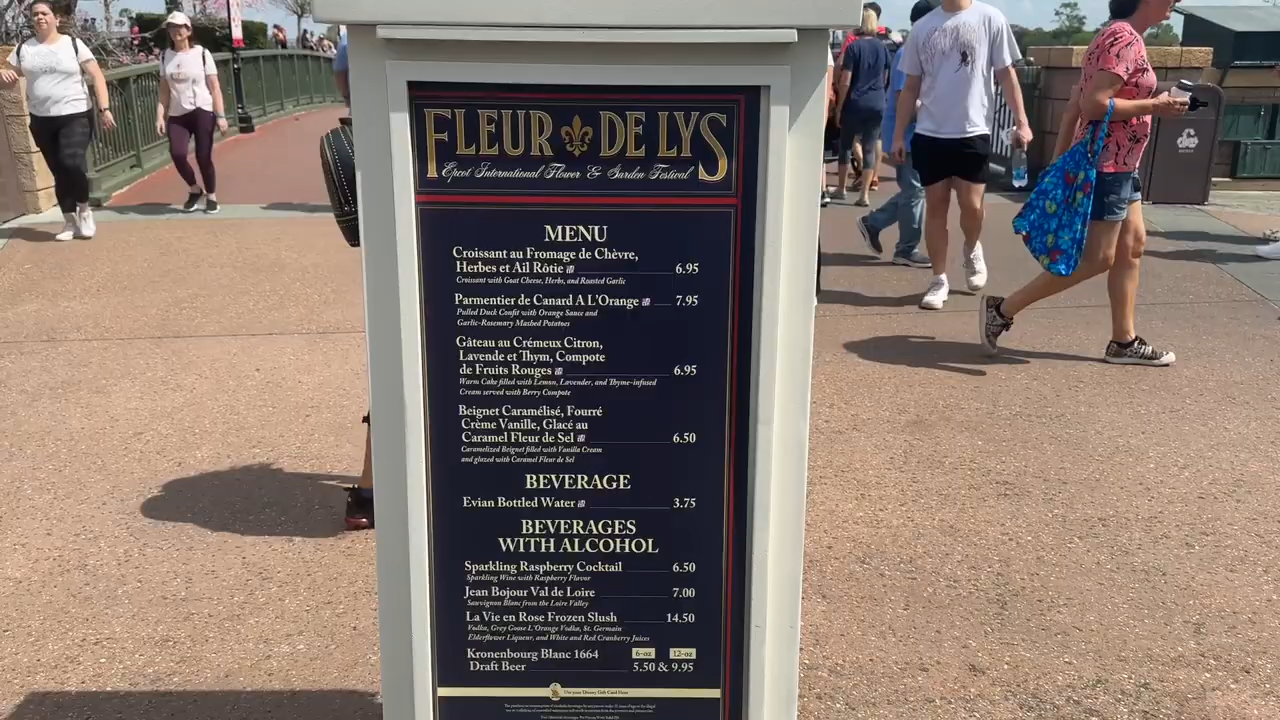 FLEUR DE LYS
Epcot International Flower & Garden Festival
MENU
Croissant au Fromage de Chèvre,
Herbes et Ail Rôtie 6.95
Croissant with Goat Cheese, Herbs, and Roasted Garlic
Parmentier de Canard A L'Orange 7.95
Pulled Duck Confit with Orange Sauce and
Garlic-Rosemary Mashed Potatoes
Gâteau au Crémeux Citron,
Lavende et Thym, Compote
de Fruits Rouges 6.95
Warm Cake filled with Lemon, Lavender, and Thyme-infused
Cream served with Berry Compote
Beignet Caramélisé, Fourré
Crème Vanille, Glacé au
Caramel Fleur de Sel 6.50
Caramelized Beignet filled with Vanilla Cream
and glazed with Caramel Fleur de Sel
BEVERAGE
Evian Bottled Water 3.75
BEVERAGES
WITH ALCOHOL
Sparkling Raspberry Cocktail 6.50
Sparkling Wine with Raspberry Flavor
Jean Bojour Val de Loire 7.00
Sauvignon Blanc from the Loire Valley
La Vie en Rose Frozen Slush 14.50
Vodka, Grey Goose L'Orange Vodka, St. Germain
Elderflower Liqueur, and White and Red Cranberry Juices
Kronenbourg Blanc 1664 6-oz 12-oz
Draft Beer 5.50 & 9.95
Use your Disney Gift Card Here